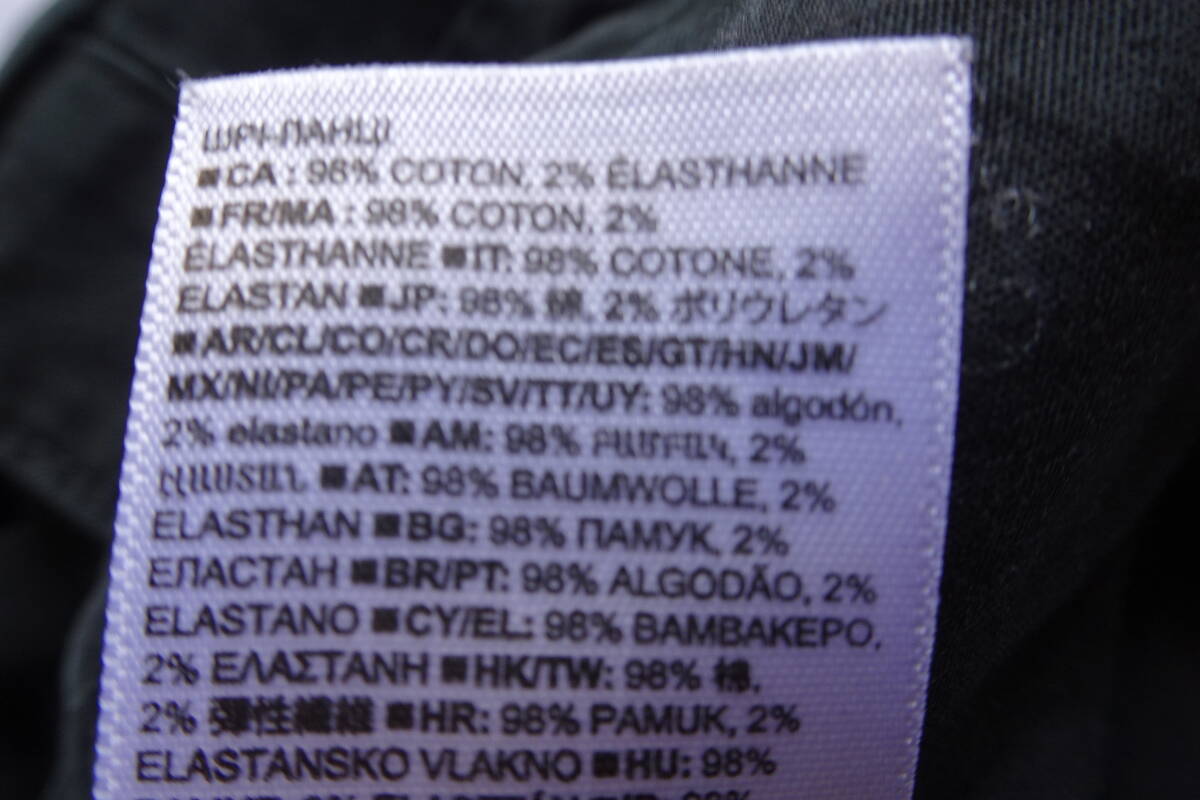 ШРІ-ЛАНЦІ
■CA : 98% COTON, 2% ÉLASTHANNE
■FR/MA : 98% COTON, 2%
ÉLASTHANNE ■IT: 98% COTONE, 2%
ELASTAN ■JP: 98% 綿, 2% ポリウレタン
■AR/CL/CO/CR/DO/EC/ES/GT/HN/JM/
MX/NI/PA/PE/PY/SV/TT/UY: 98% algodón,
2% elastano ■AM: 98% , 2%
■AT: 98% BAUMWOLLE, 2%
ELASTHAN ■BG: 98% ПАМУК, 2%
ЕЛАСТАН ■BR/PT: 98% ALGODÃO, 2%
ELASTANO ■CY/EL: 98% ΒΑΜΒΑΚΕΡΟ,
2% ΕΛΑΣΤΑΝΗ ■HK/TW: 98% 棉,
2% 彈性纖維 ■HR: 98% PAMUK, 2%
ELASTANSKO VLAKNO ■HU: 98%